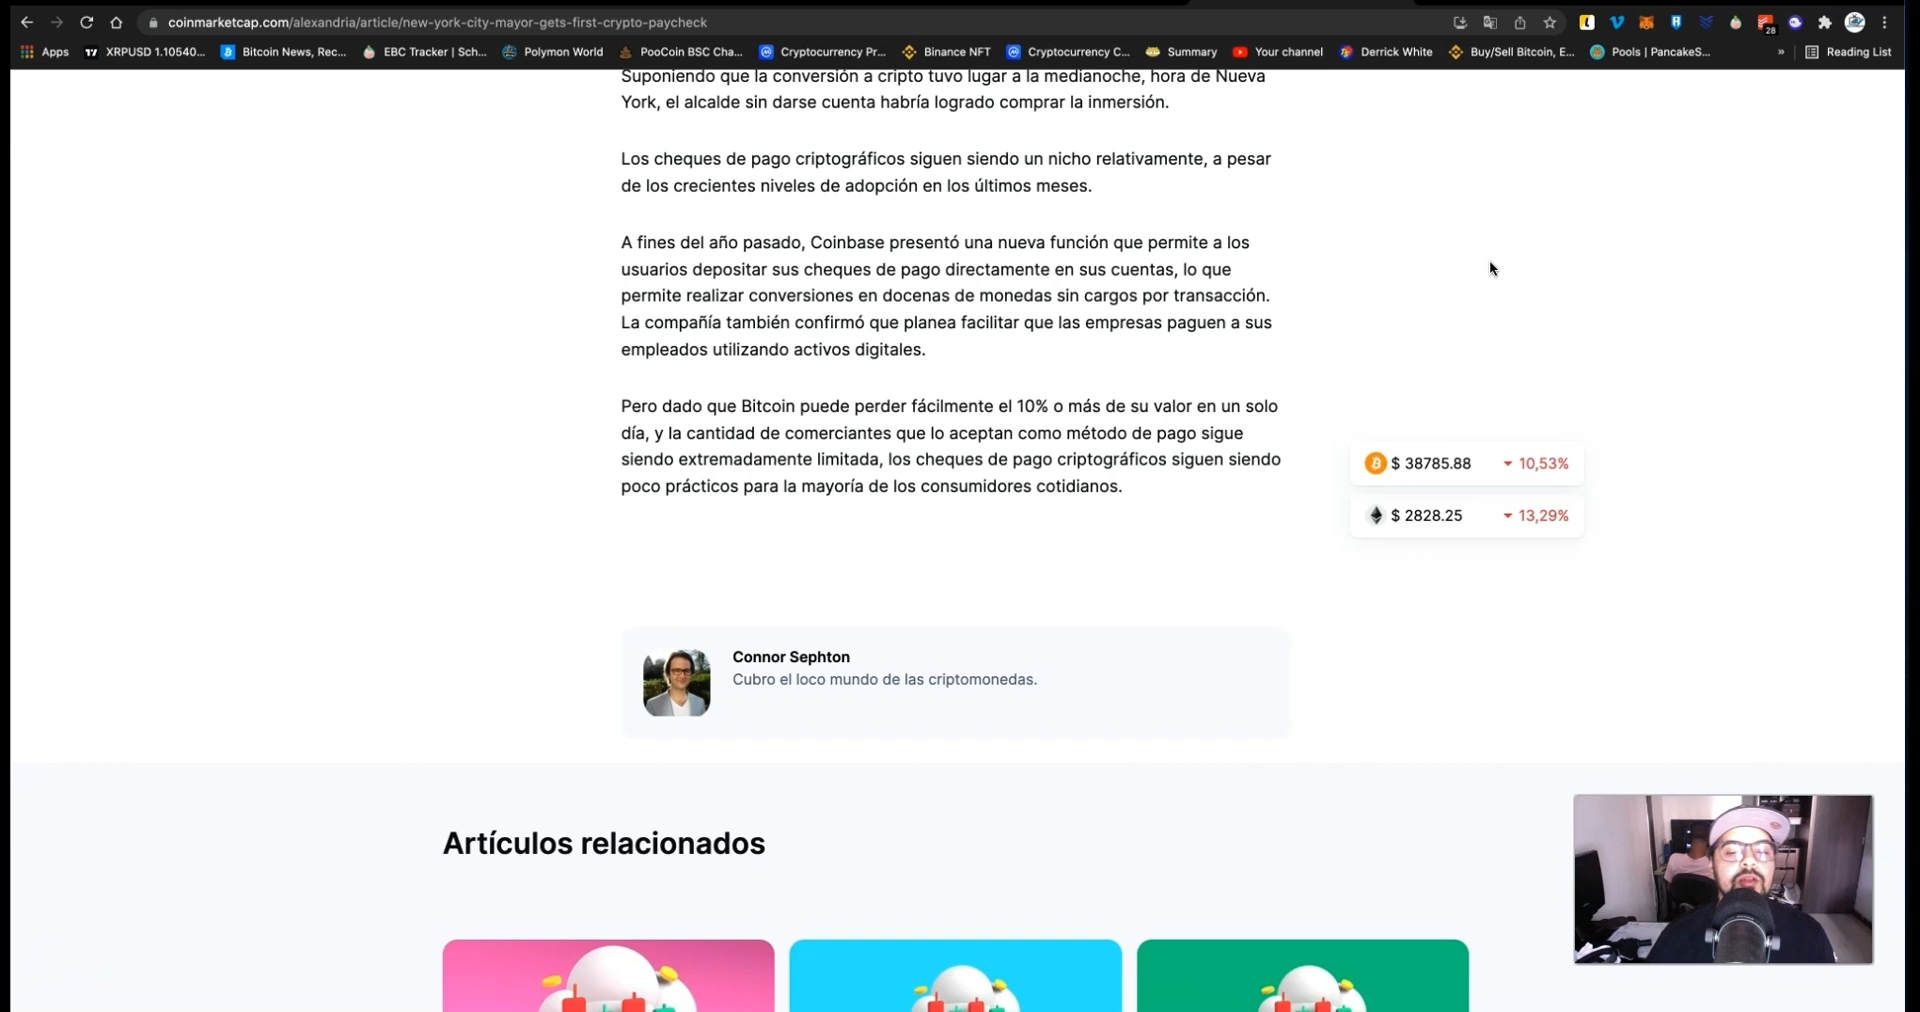 coinmarketcap.com/alexandria/article/new-york-city-mayor-gets-first-crypto-paycheck
28
Apps XRPUSD 1.10540... Bitcoin News, Rec... EBC Tracker | Sch... Polymon World PooCoin BSC Cha... Cryptocurrency Pr... Binance NFT Cryptocurrency C... Summary Your channel Derrick White Buy/Sell Bitcoin, E... Pools | PancakeS... » Reading List
Suponiendo que la conversión a cripto tuvo lugar a la medianoche, hora de Nueva
York, el alcalde sin darse cuenta habría logrado comprar la inmersión.
Los cheques de pago criptográficos siguen siendo un nicho relativamente, a pesar
de los crecientes niveles de adopción en los últimos meses.
A fines del año pasado, Coinbase presentó una nueva función que permite a los
usuarios depositar sus cheques de pago directamente en sus cuentas, lo que
permite realizar conversiones en docenas de monedas sin cargos por transacción.
La compañía también confirmó que planea facilitar que las empresas paguen a sus
empleados utilizando activos digitales.
Pero dado que Bitcoin puede perder fácilmente el 10% o más de su valor en un solo
día, y la cantidad de comerciantes que lo aceptan como método de pago sigue
siendo extremadamente limitada, los cheques de pago criptográficos siguen siendo
poco prácticos para la mayoría de los consumidores cotidianos.
$ 38785.88 10,53%
$ 2828.25 13,29%
Connor Sephton
Cubro el loco mundo de las criptomonedas.
Artículos relacionados